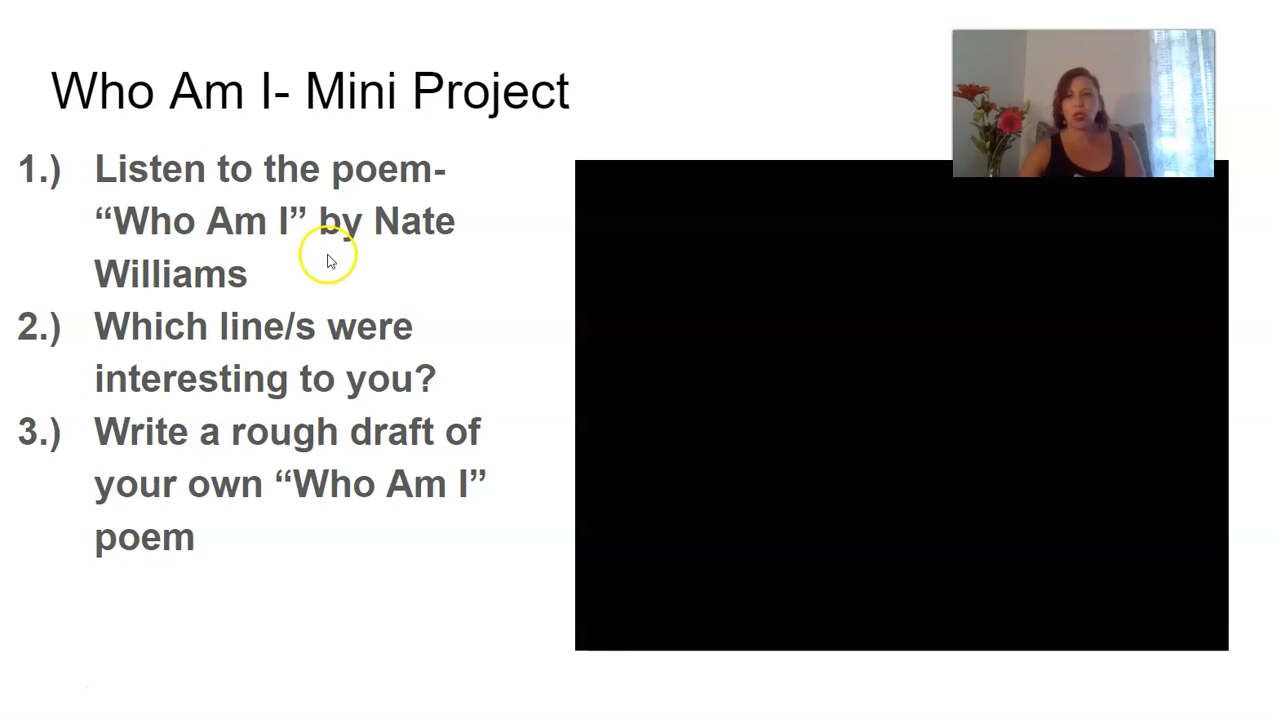 Who Am I- Mini Project
1.) Listen to the poem-
“Who Am I” by Nate
Williams
2.) Which line/s were
interesting to you?
3.) Write a rough draft of
your own “Who Am I”
poem